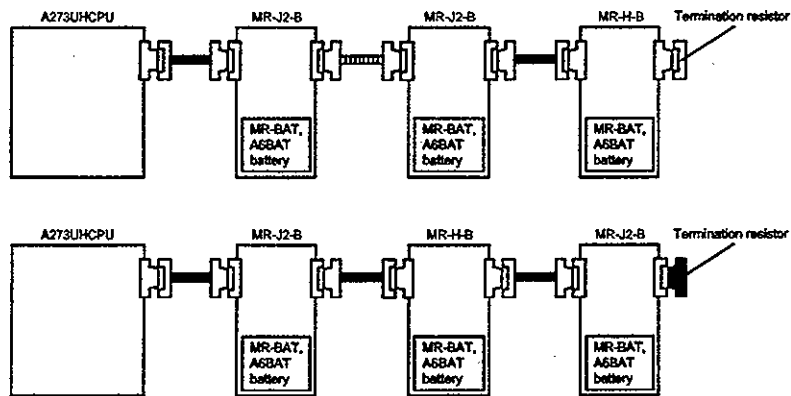 A273UHCPU
MR-J2-B
MR-J2-B
MR-H-B
Termination resistor
MR-BAT,
A6BAT
battery
MR-BAT,
A6BAT
battery
MR-BAT,
A6BAT
battery
A273UHCPU
MR-J2-B
MR-H-B
MR-J2-B
Termination resistor
MR-BAT,
A6BAT
battery
MR-BAT,
A6BAT
battery
MR-BAT,
A6BAT
battery